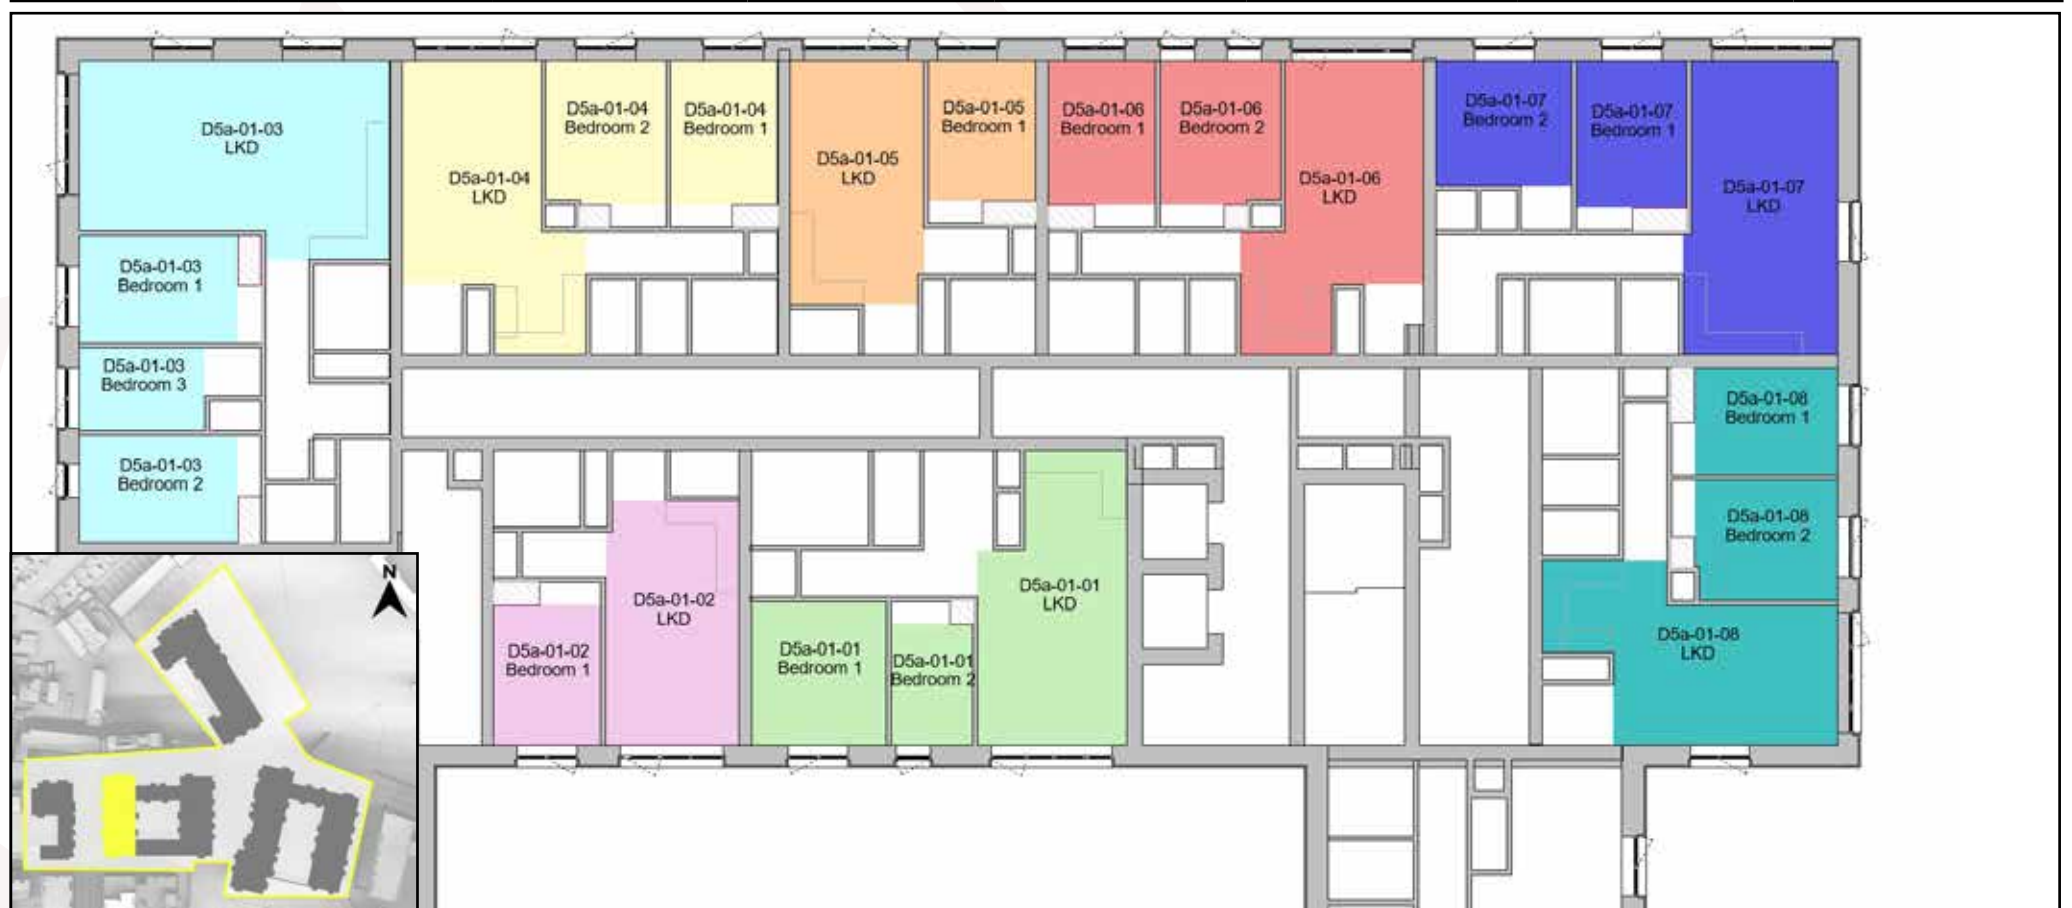 D5a-01-03
LKD
D5a-01-04
LKD
D5a-01-04
Bedroom 2
D5a-01-04
Bedroom 1
D5a-01-05
LKD
D5a-01-05
Bedroom 1
D5a-01-06
Bedroom 1
D5a-01-06
Bedroom 2
D5a-01-06
LKD
D5a-01-07
Bedroom 2
D5a-01-07
Bedroom 1
D5a-01-07
LKD
D5a-01-03
Bedroom 1
D5a-01-03
Bedroom 3
D5a-01-03
Bedroom 2
D5a-01-08
Bedroom 1
D5a-01-08
Bedroom 2
D5a-01-08
LKD
D5a-01-02
Bedroom 1
D5a-01-02
LKD
D5a-01-01
Bedroom 1
D5a-01-01
Bedroom 2
D5a-01-01
LKD
N